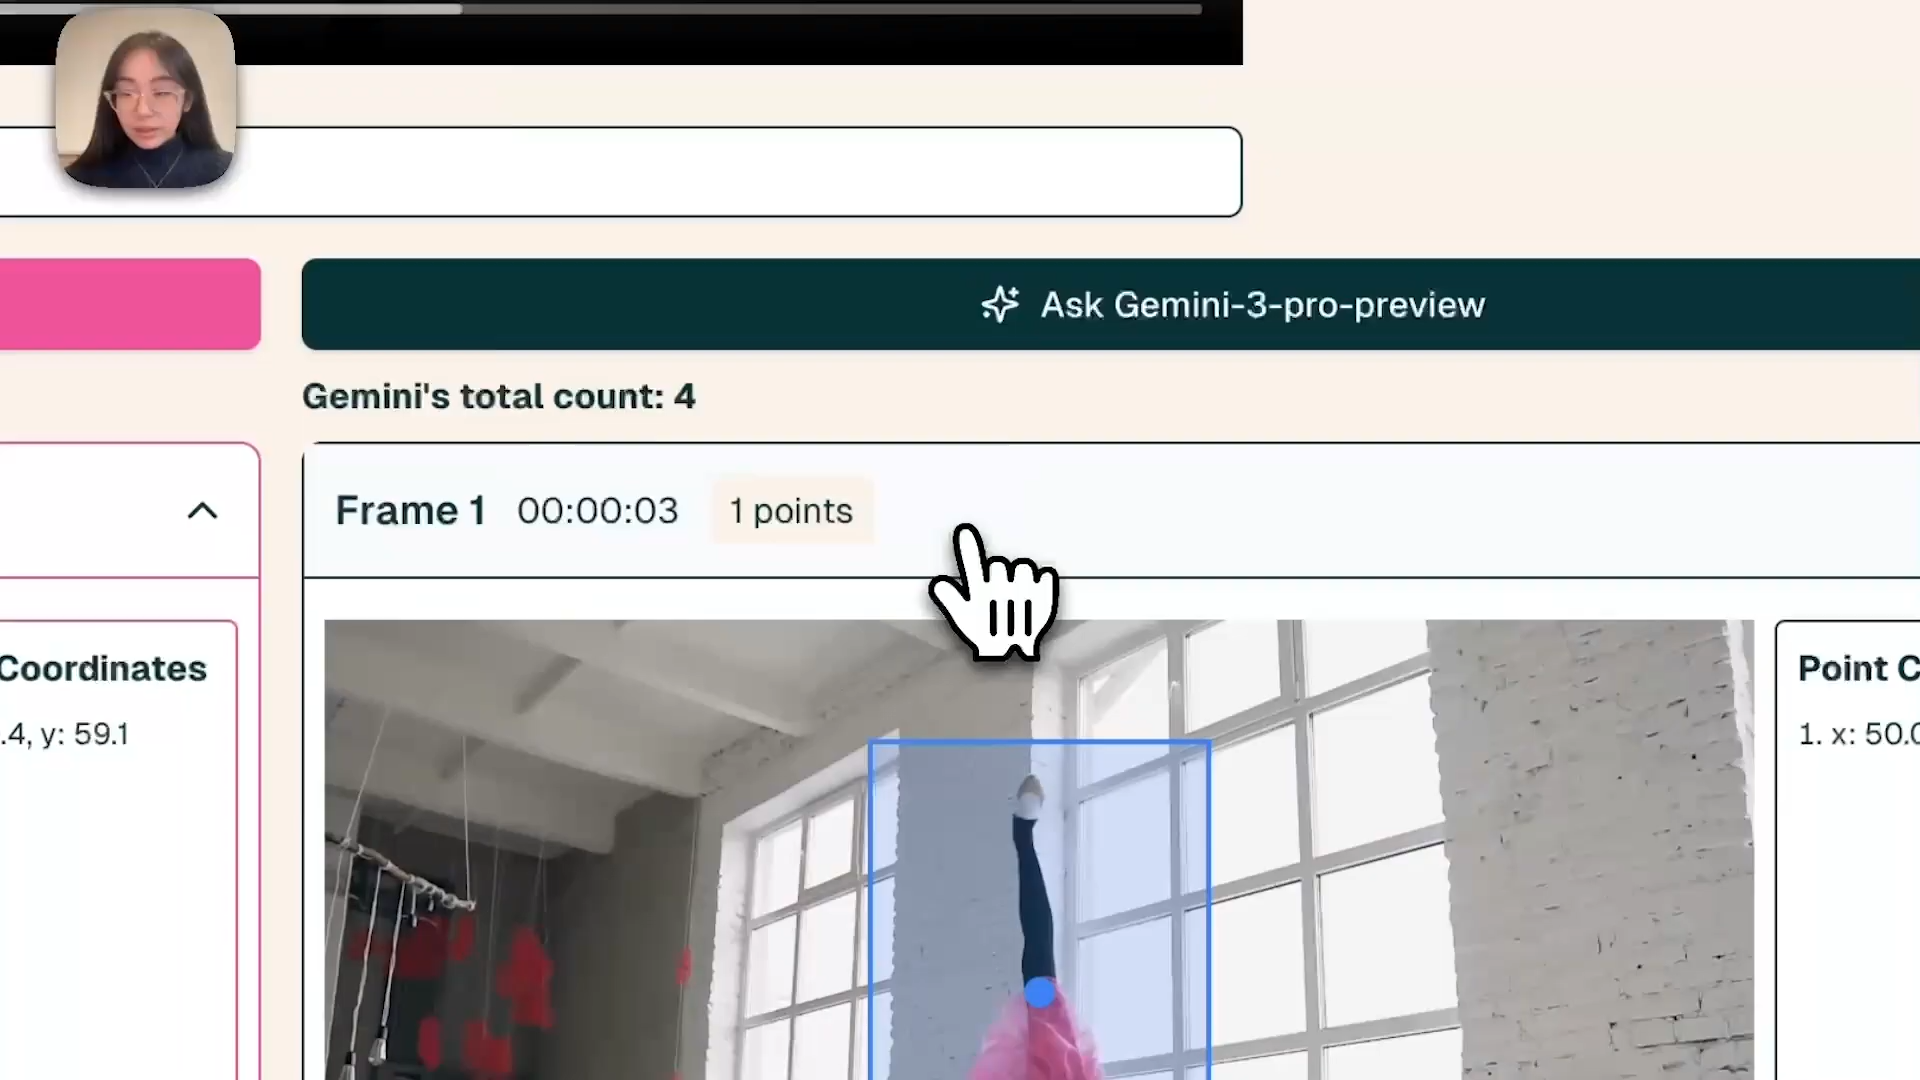 Ask Gemini-3-pro-preview
Gemini's total count: 4
Frame 1 00:00:03 1 points
Coordinates
.4, y: 59.1
Point C
1. x: 50.0